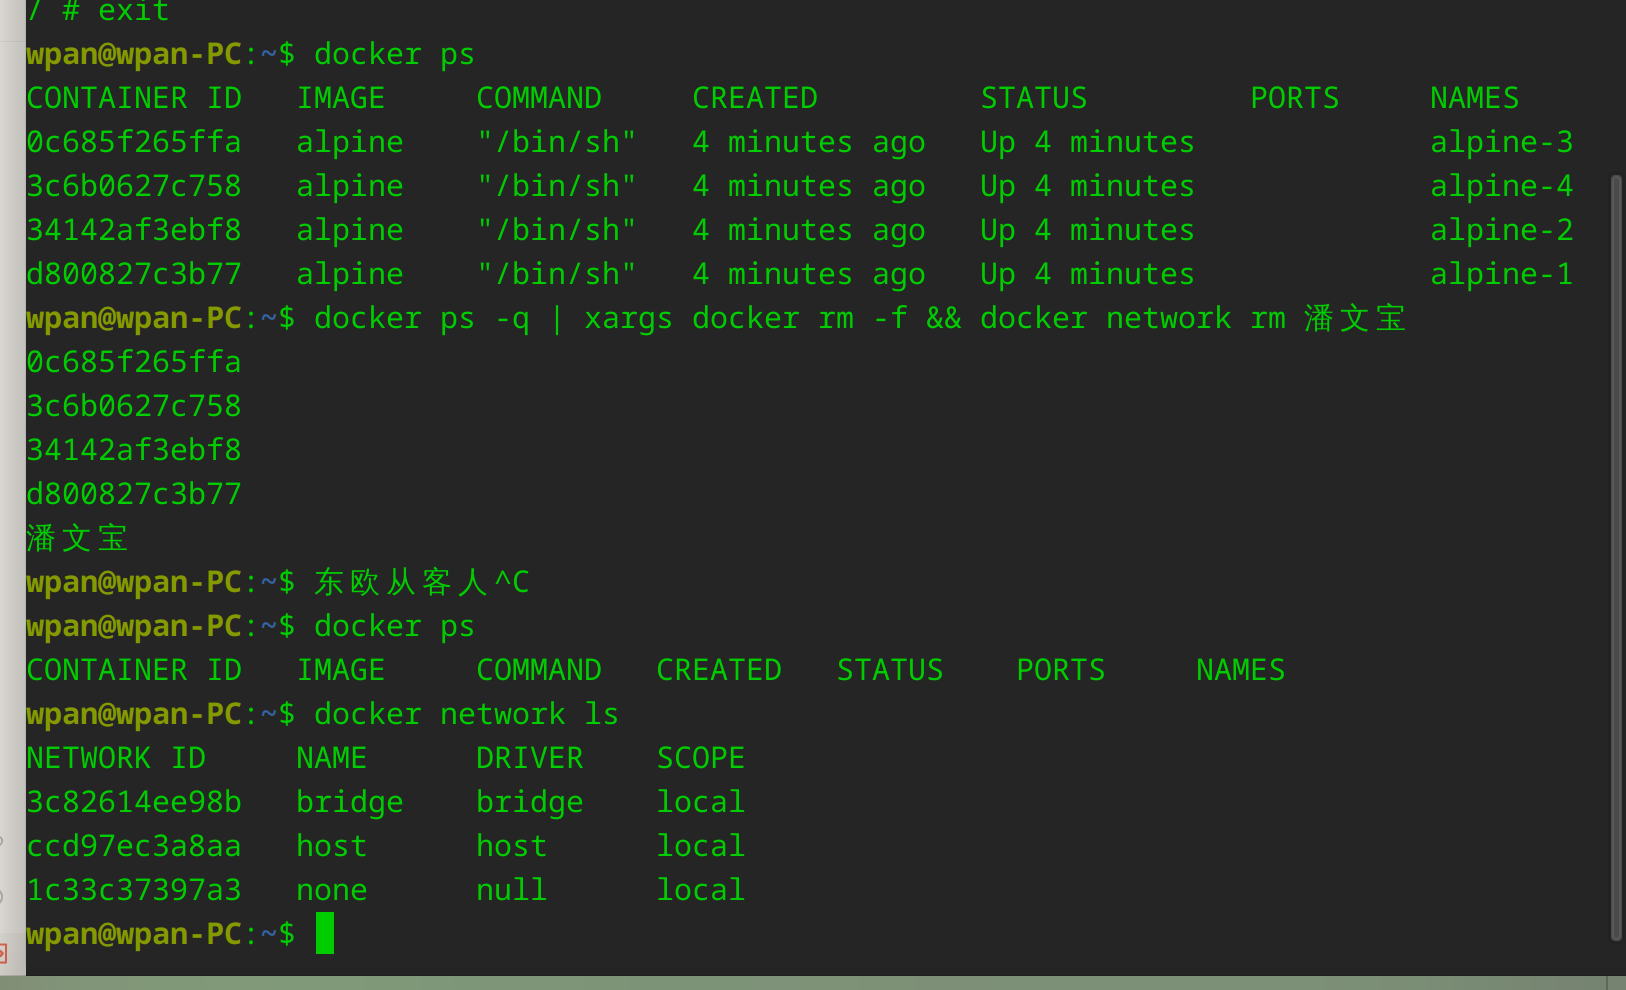 / # exit
wpan@wpan-PC:~$ docker ps
CONTAINER ID   IMAGE     COMMAND     CREATED         STATUS         PORTS     NAMES
0c685f265ffa   alpine    "/bin/sh"   4 minutes ago   Up 4 minutes             alpine-3
3c6b0627c758   alpine    "/bin/sh"   4 minutes ago   Up 4 minutes             alpine-4
34142af3ebf8   alpine    "/bin/sh"   4 minutes ago   Up 4 minutes             alpine-2
d800827c3b77   alpine    "/bin/sh"   4 minutes ago   Up 4 minutes             alpine-1
wpan@wpan-PC:~$ docker ps -q | xargs docker rm -f && docker network rm 潘文宝
0c685f265ffa
3c6b0627c758
34142af3ebf8
d800827c3b77
潘文宝
wpan@wpan-PC:~$ 东欧从客人^C
wpan@wpan-PC:~$ docker ps
CONTAINER ID   IMAGE     COMMAND   CREATED   STATUS    PORTS     NAMES
wpan@wpan-PC:~$ docker network ls
NETWORK ID     NAME      DRIVER    SCOPE
3c82614ee98b   bridge    bridge    local
ccd97ec3a8aa   host      host      local
1c33c37397a3   none      null      local
wpan@wpan-PC:~$